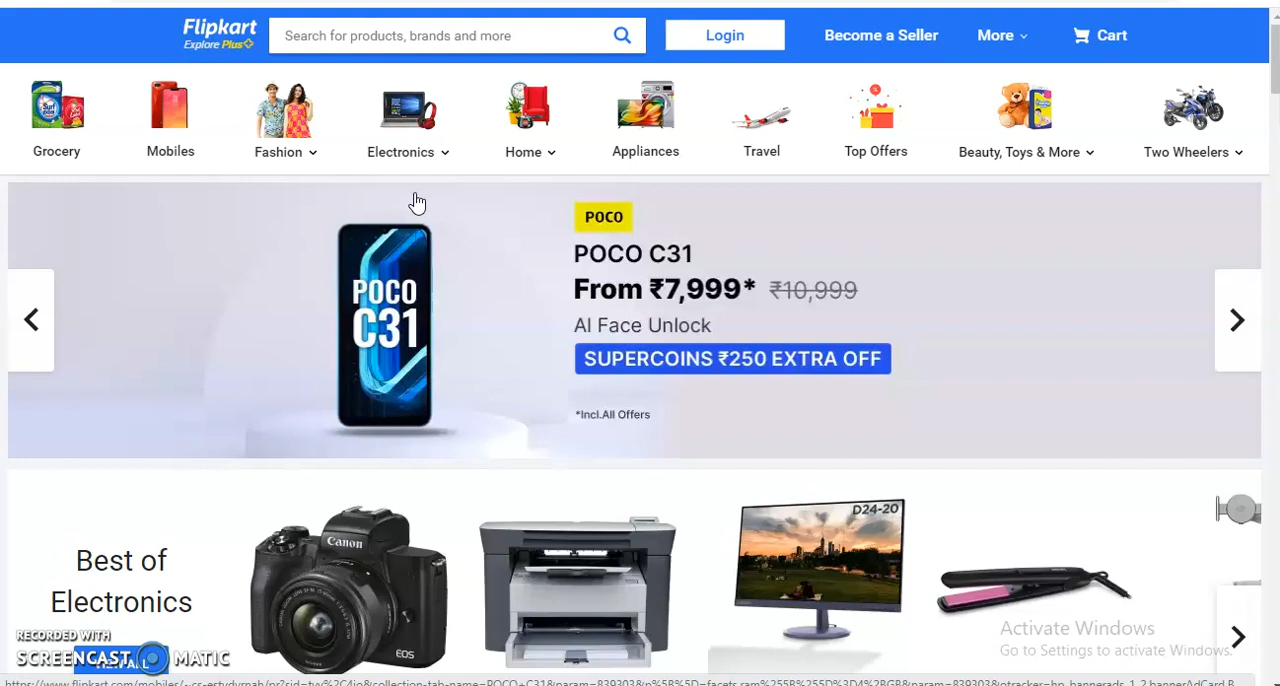 Flipkart
Explore Plus
Search for products, brands and more
Login
Become a Seller
More
Cart
Grocery
Mobiles
Fashion
Electronics
Home
Appliances
Travel
Top Offers
Beauty, Toys & More
Two Wheelers
POCO
POCO C31
From ₹7,999* ₹10,999
AI Face Unlock
SUPERCOINS ₹250 EXTRA OFF
*Incl.All Offers
POCO
C31
Best of
Electronics
Canon
EOS
D24-20
RECORDED WITH
SCREENCAST MATIC
Activate Windows
Go to Settings to activate Windows.